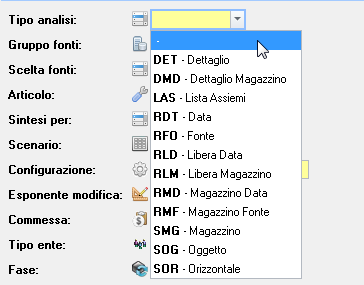 Tipo analisi:
-
Gruppo fonti:
DET - Dettaglio
Scelta fonti:
DMD - Dettaglio Magazzino
Articolo:
LAS - Lista Assiemi
Sintesi per:
RDT - Data
Scenario:
RFO - Fonte
RLD - Libera Data
Configurazione:
RLM - Libera Magazzino
Esponente modifica:
RMD - Magazzino Data
Commessa:
RMF - Magazzino Fonte
SMG - Magazzino
Tipo ente:
SOG - Oggetto
Fase:
SOR - Orizzontale